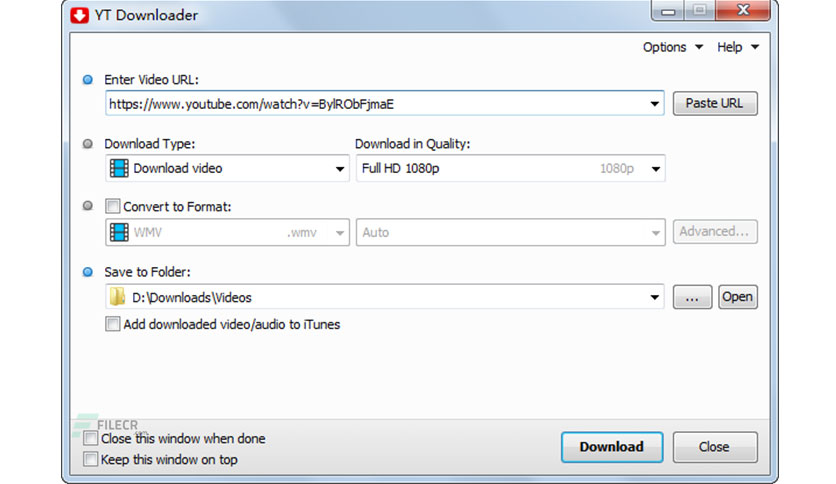 YT Downloader
Options Help
Enter Video URL:
https://www.youtube.com/watch?v=BylRObFjmaE Paste URL
Download Type: Download in Quality:
Download video Full HD 1080p 1080p
Convert to Format:
WMV .wmv Auto Advanced...
Save to Folder:
D:\Downloads\Videos ... Open
Add downloaded video/audio to iTunes
FILECR
.com
Close this window when done
Keep this window on top
Download Close